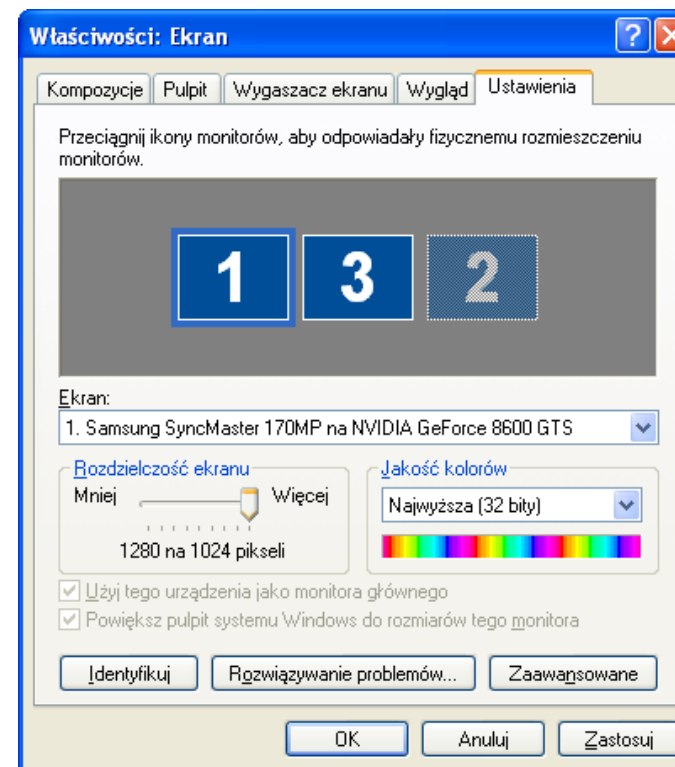 Właściwości: Ekran
Kompozycje Pulpit Wygaszacz ekranu Wygląd Ustawienia
Przeciągnij ikony monitorów, aby odpowiadały fizycznemu rozmieszczeniu
monitorów.
1 3 2
Ekran:
1. Samsung SyncMaster 170MP na NVIDIA GeForce 8600 GTS
Rozdzielczość ekranu
Mniej Więcej
1280 na 1024 pikseli
Jakość kolorów
Najwyższa (32 bity)
Użyj tego urządzenia jako monitora głównego
Powiększ pulpit systemu Windows do rozmiarów tego monitora
Identyfikuj Rozwiązywanie problemów... Zaawansowane
OK Anuluj Zastosuj